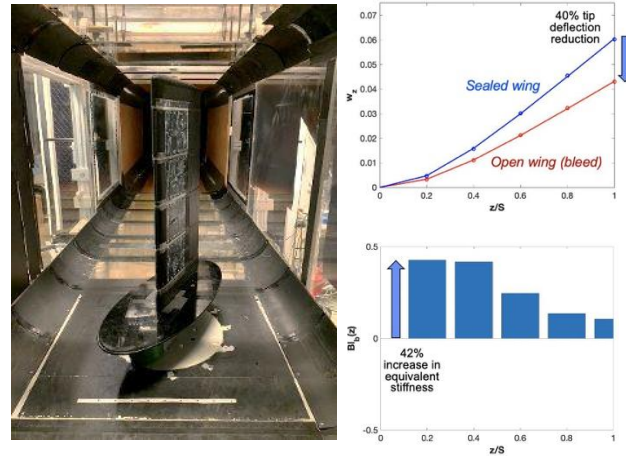 0.07
40% tip
deflection
reduction
0.06
0.05
Sealed wing
0.04
w_z
0.03
0.02
Open wing (bleed)
0.01
0
0 0.2 0.4 0.6 0.8 1
z/S
0.5
BI_b(z)
0
42%
increase in
equivalent
stiffness
-0.5
0 0.2 0.4 0.6 0.8 1
z/S